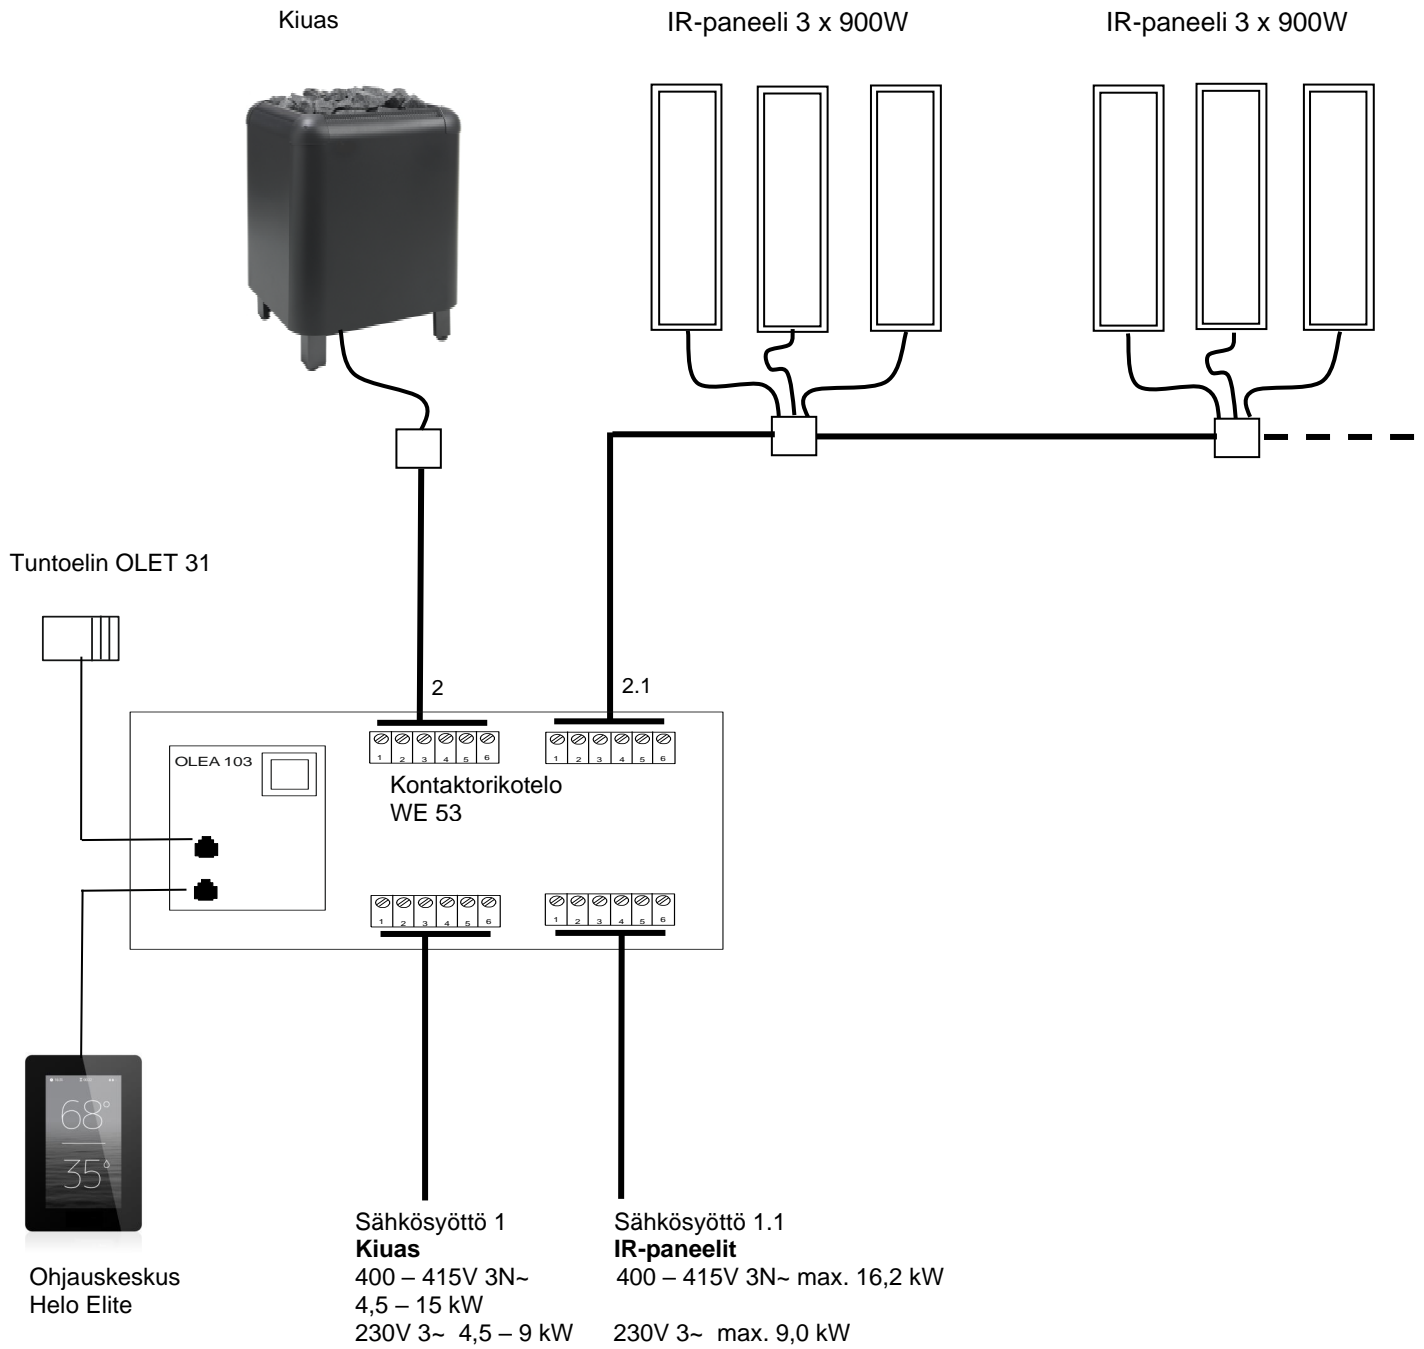 Kiuas
IR-paneeli 3 x 900W
IR-paneeli 3 x 900W
Tuntoelin OLET 31
2
2.1
OLEA 103
1 2 3 4 5 6
1 2 3 4 5 6
Kontaktorikotelo
WE 53
1 2 3 4 5 6
1 2 3 4 5 6
68°
35°
Ohjauskeskus
Helo Elite
Sähkösyöttö 1
Kiuas
400 – 415V 3N~
4,5 – 15 kW
230V 3~ 4,5 – 9 kW
Sähkösyöttö 1.1
IR-paneelit
400 – 415V 3N~ max. 16,2 kW
230V 3~ max. 9,0 kW